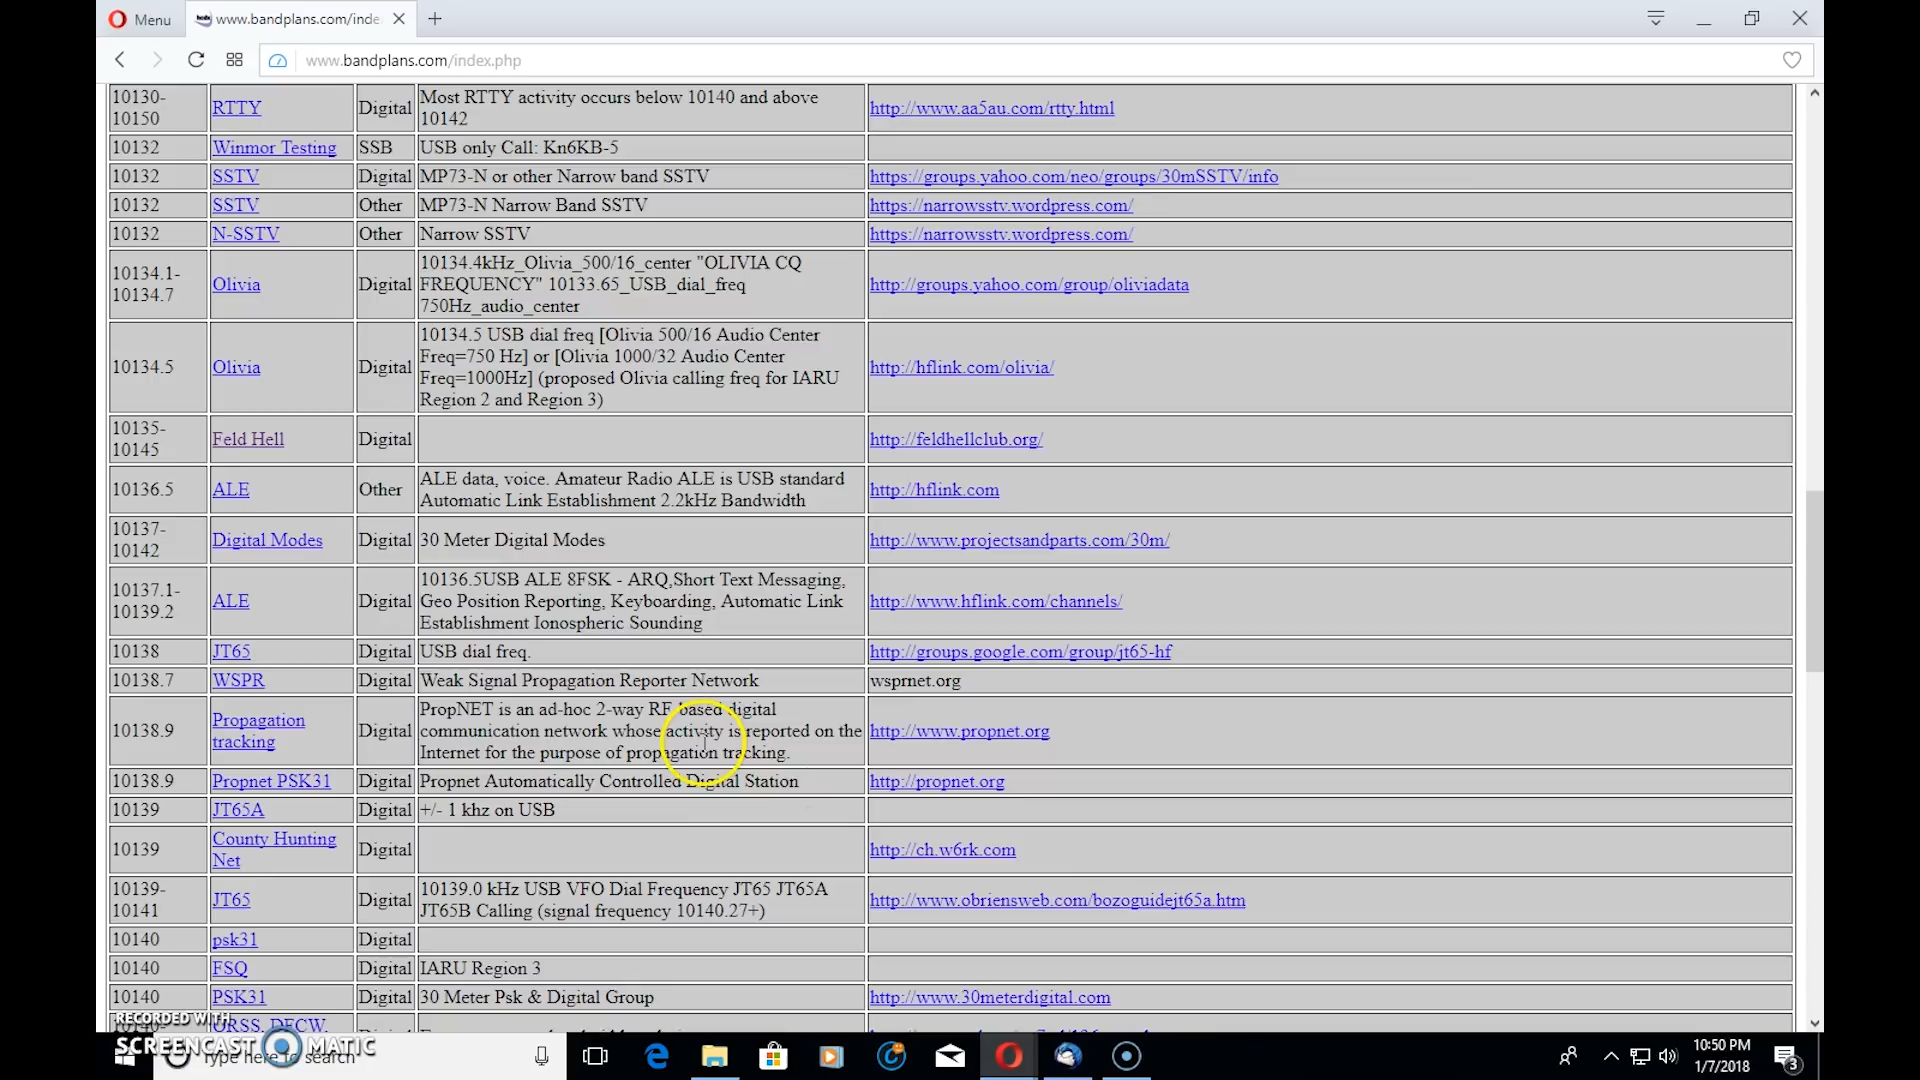 Menu
www.bandplans.com/inde
www.bandplans.com/index.php
10130-
10150
RTTY
Digital
Most RTTY activity occurs below 10140 and above
10142
http://www.aa5au.com/rtty.html
10132
Winmor Testing
SSB
USB only Call: Kn6KB-5
10132
SSTV
Digital
MP73-N or other Narrow band SSTV
https://groups.yahoo.com/neo/groups/30mSSTV/info
10132
SSTV
Other
MP73-N Narrow Band SSTV
https://narrowsstv.wordpress.com/
10132
N-SSTV
Other
Narrow SSTV
https://narrowsstv.wordpress.com/
10134.1-
10134.7
Olivia
Digital
10134.4kHz_Olivia_500/16_center "OLIVIA CQ
FREQUENCY" 10133.65_USB_dial_freq
750Hz_audio_center
http://groups.yahoo.com/group/oliviadata
10134.5
Olivia
Digital
10134.5 USB dial freq [Olivia 500/16 Audio Center
Freq=750 Hz] or [Olivia 1000/32 Audio Center
Freq=1000Hz] (proposed Olivia calling freq for IARU
Region 2 and Region 3)
http://hflink.com/olivia/
10135-
10145
Feld Hell
Digital
http://feldhellclub.org/
10136.5
ALE
Other
ALE data, voice. Amateur Radio ALE is USB standard
Automatic Link Establishment 2.2kHz Bandwidth
http://hflink.com
10137-
10142
Digital Modes
Digital
30 Meter Digital Modes
http://www.projectsandparts.com/30m/
10137.1-
10139.2
ALE
Digital
10136.5USB ALE 8FSK - ARQ,Short Text Messaging,
Geo Position Reporting, Keyboarding, Automatic Link
Establishment Ionospheric Sounding
http://www.hflink.com/channels/
10138
JT65
Digital
USB dial freq.
http://groups.google.com/group/jt65-hf
10138.7
WSPR
Digital
Weak Signal Propagation Reporter Network
wsprnet.org
10138.9
Propagation
tracking
Digital
PropNET is an ad-hoc 2-way RF based digital
communication network whose activity is reported on the
Internet for the purpose of propagation tracking.
http://www.propnet.org
10138.9
Propnet PSK31
Digital
Propnet Automatically Controlled Digital Station
http://propnet.org
10139
JT65A
Digital
+/- 1 khz on USB
10139
County Hunting
Net
Digital
http://ch.w6rk.com
10139-
10141
JT65
Digital
10139.0 kHz USB VFO Dial Frequency JT65 JT65A
JT65B Calling (signal frequency 10140.27+)
http://www.obriensweb.com/bozoguidejt65a.htm
10140
psk31
Digital
10140
FSQ
Digital
IARU Region 3
10140
PSK31
Digital
30 Meter Psk & Digital Group
http://www.30meterdigital.com
10140-
QRSS, DFCW,
RECORDED WITH
SCREENCAST MATIC
Type here to search
10:50 PM
1/7/2018
3